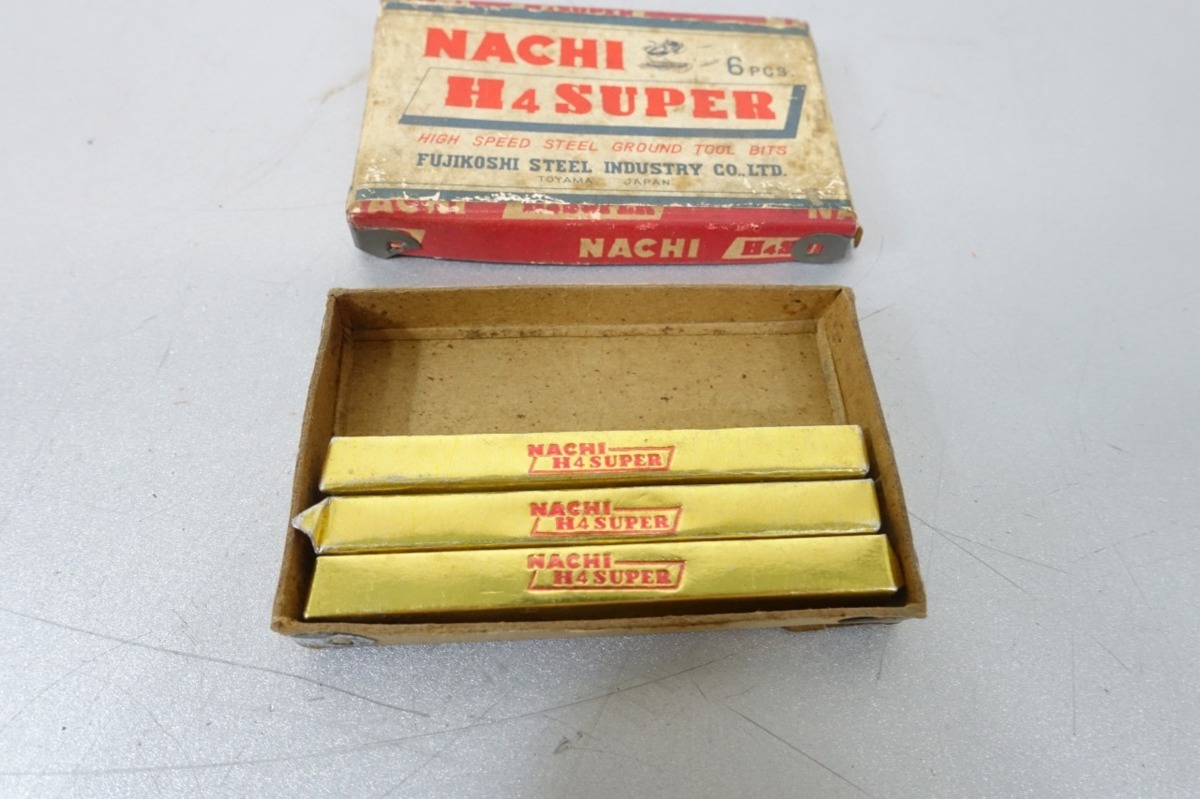 NACHI 6 PCS
H4 SUPER
HIGH SPEED STEEL GROUND TOOL BITS
FUJIKOSHI STEEL INDUSTRY CO., LTD.
TOYAMA JAPAN
NACHI
NACHI
H4 SUPER
NACHI
H4 SUPER
NACHI
H4 SUPER